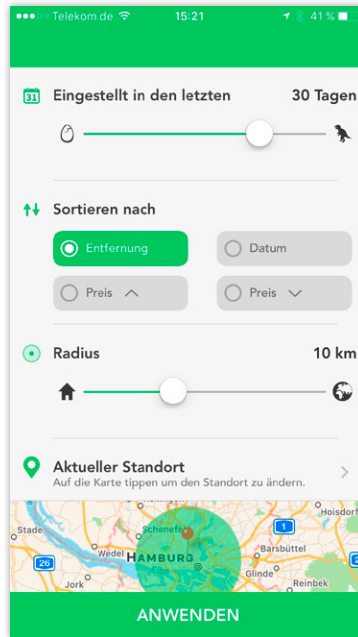 Telekom.de 15:21 41 %
31 Eingestellt in den letzten 30 Tagen
Sortieren nach
Entfernung Datum
Preis Preis
Radius 10 km
Aktueller Standort
Auf die Karte tippen um den Standort zu ändern.
Hoisdorf
Stade Schenefe 1
Wedel HAMBURG Barsbüttel
26
Glinde
Jork Reinbek
ANWENDEN